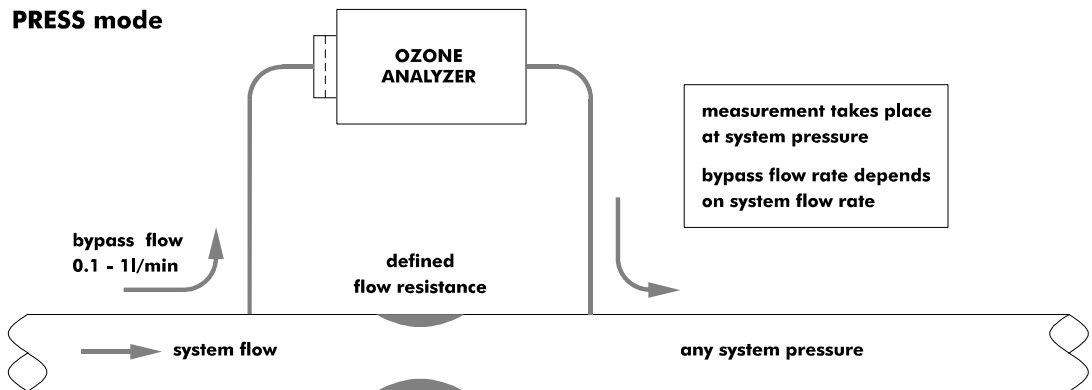 PRESS mode
OZONE
ANALYZER
measurement takes place
at system pressure
bypass flow rate depends
on system flow rate
bypass flow
0.1 - 1l/min
defined
flow resistance
system flow
any system pressure